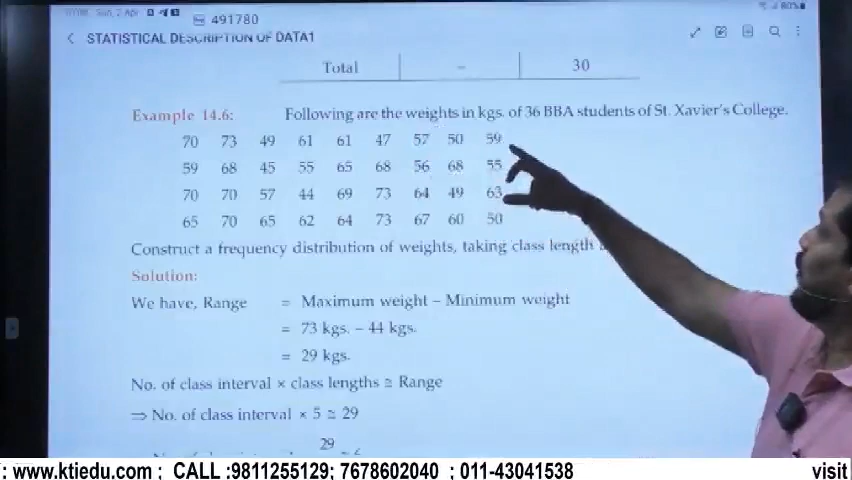 Sun, 2 Apr
80%
491780
STATISTICAL DESCRIPTION OF DATA1
Total – 30
Example 14.6: Following are the weights in kgs. of 36 BBA students of St. Xavier's College.
70 73 49 61 61 47 57 50 59
59 68 45 55 65 68 56 68 55
70 70 57 44 69 73 64 49 63
65 70 65 62 64 73 67 60 50
Construct a frequency distribution of weights, taking class length
Solution:
We have, Range = Maximum weight – Minimum weight
= 73 kgs. – 44 kgs.
= 29 kgs.
No. of class interval × class lengths ≅ Range
⇒ No. of class interval × 5 ≅ 29
29
: www.ktiedu.com ; CALL :9811255129; 7678602040 ; 011-43041538 visit